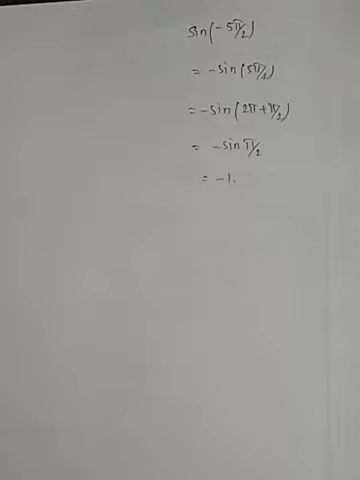 sin(-5π/2)
= -sin(5π/2)
= -sin(2π+π/2)
= -sin π/2
= -1.